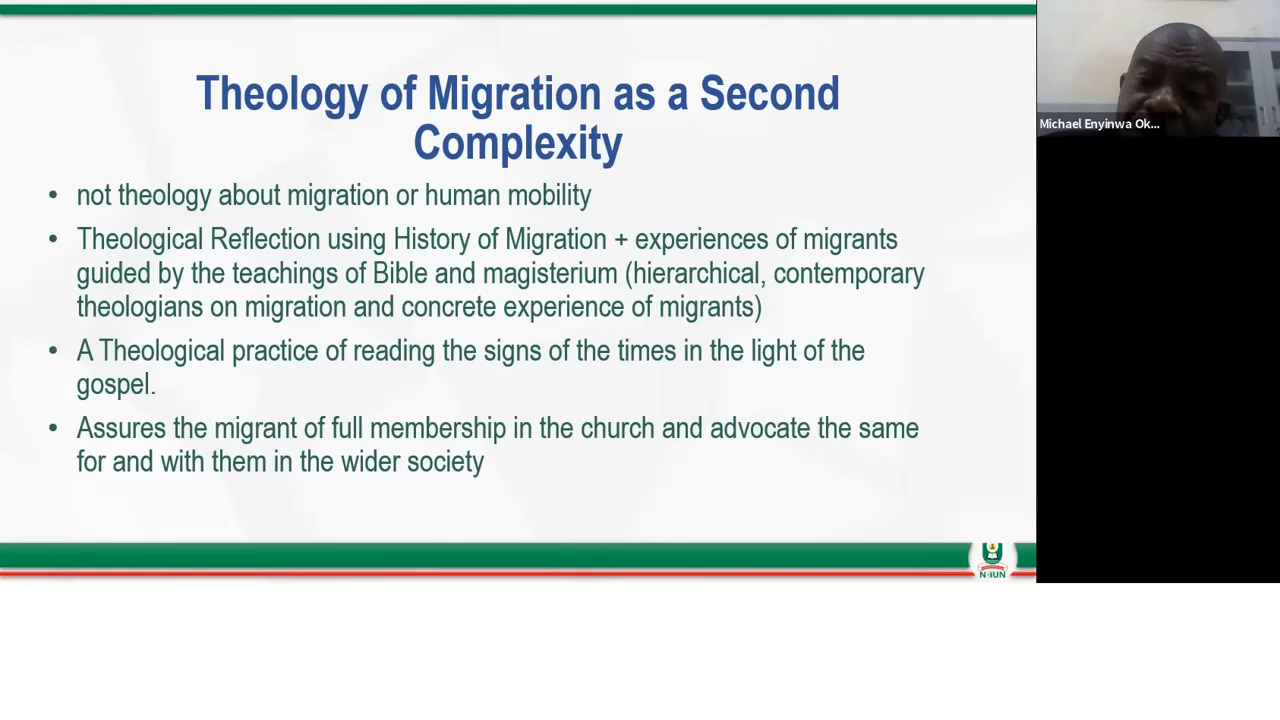 Theology of Migration as a Second
Complexity
• not theology about migration or human mobility
• Theological Reflection using History of Migration + experiences of migrants
guided by the teachings of Bible and magisterium (hierarchical, contemporary
theologians on migration and concrete experience of migrants)
• A Theological practice of reading the signs of the times in the light of the
gospel.
• Assures the migrant of full membership in the church and advocate the same
for and with them in the wider society
Michael Enyinwa Ok...
NOUN